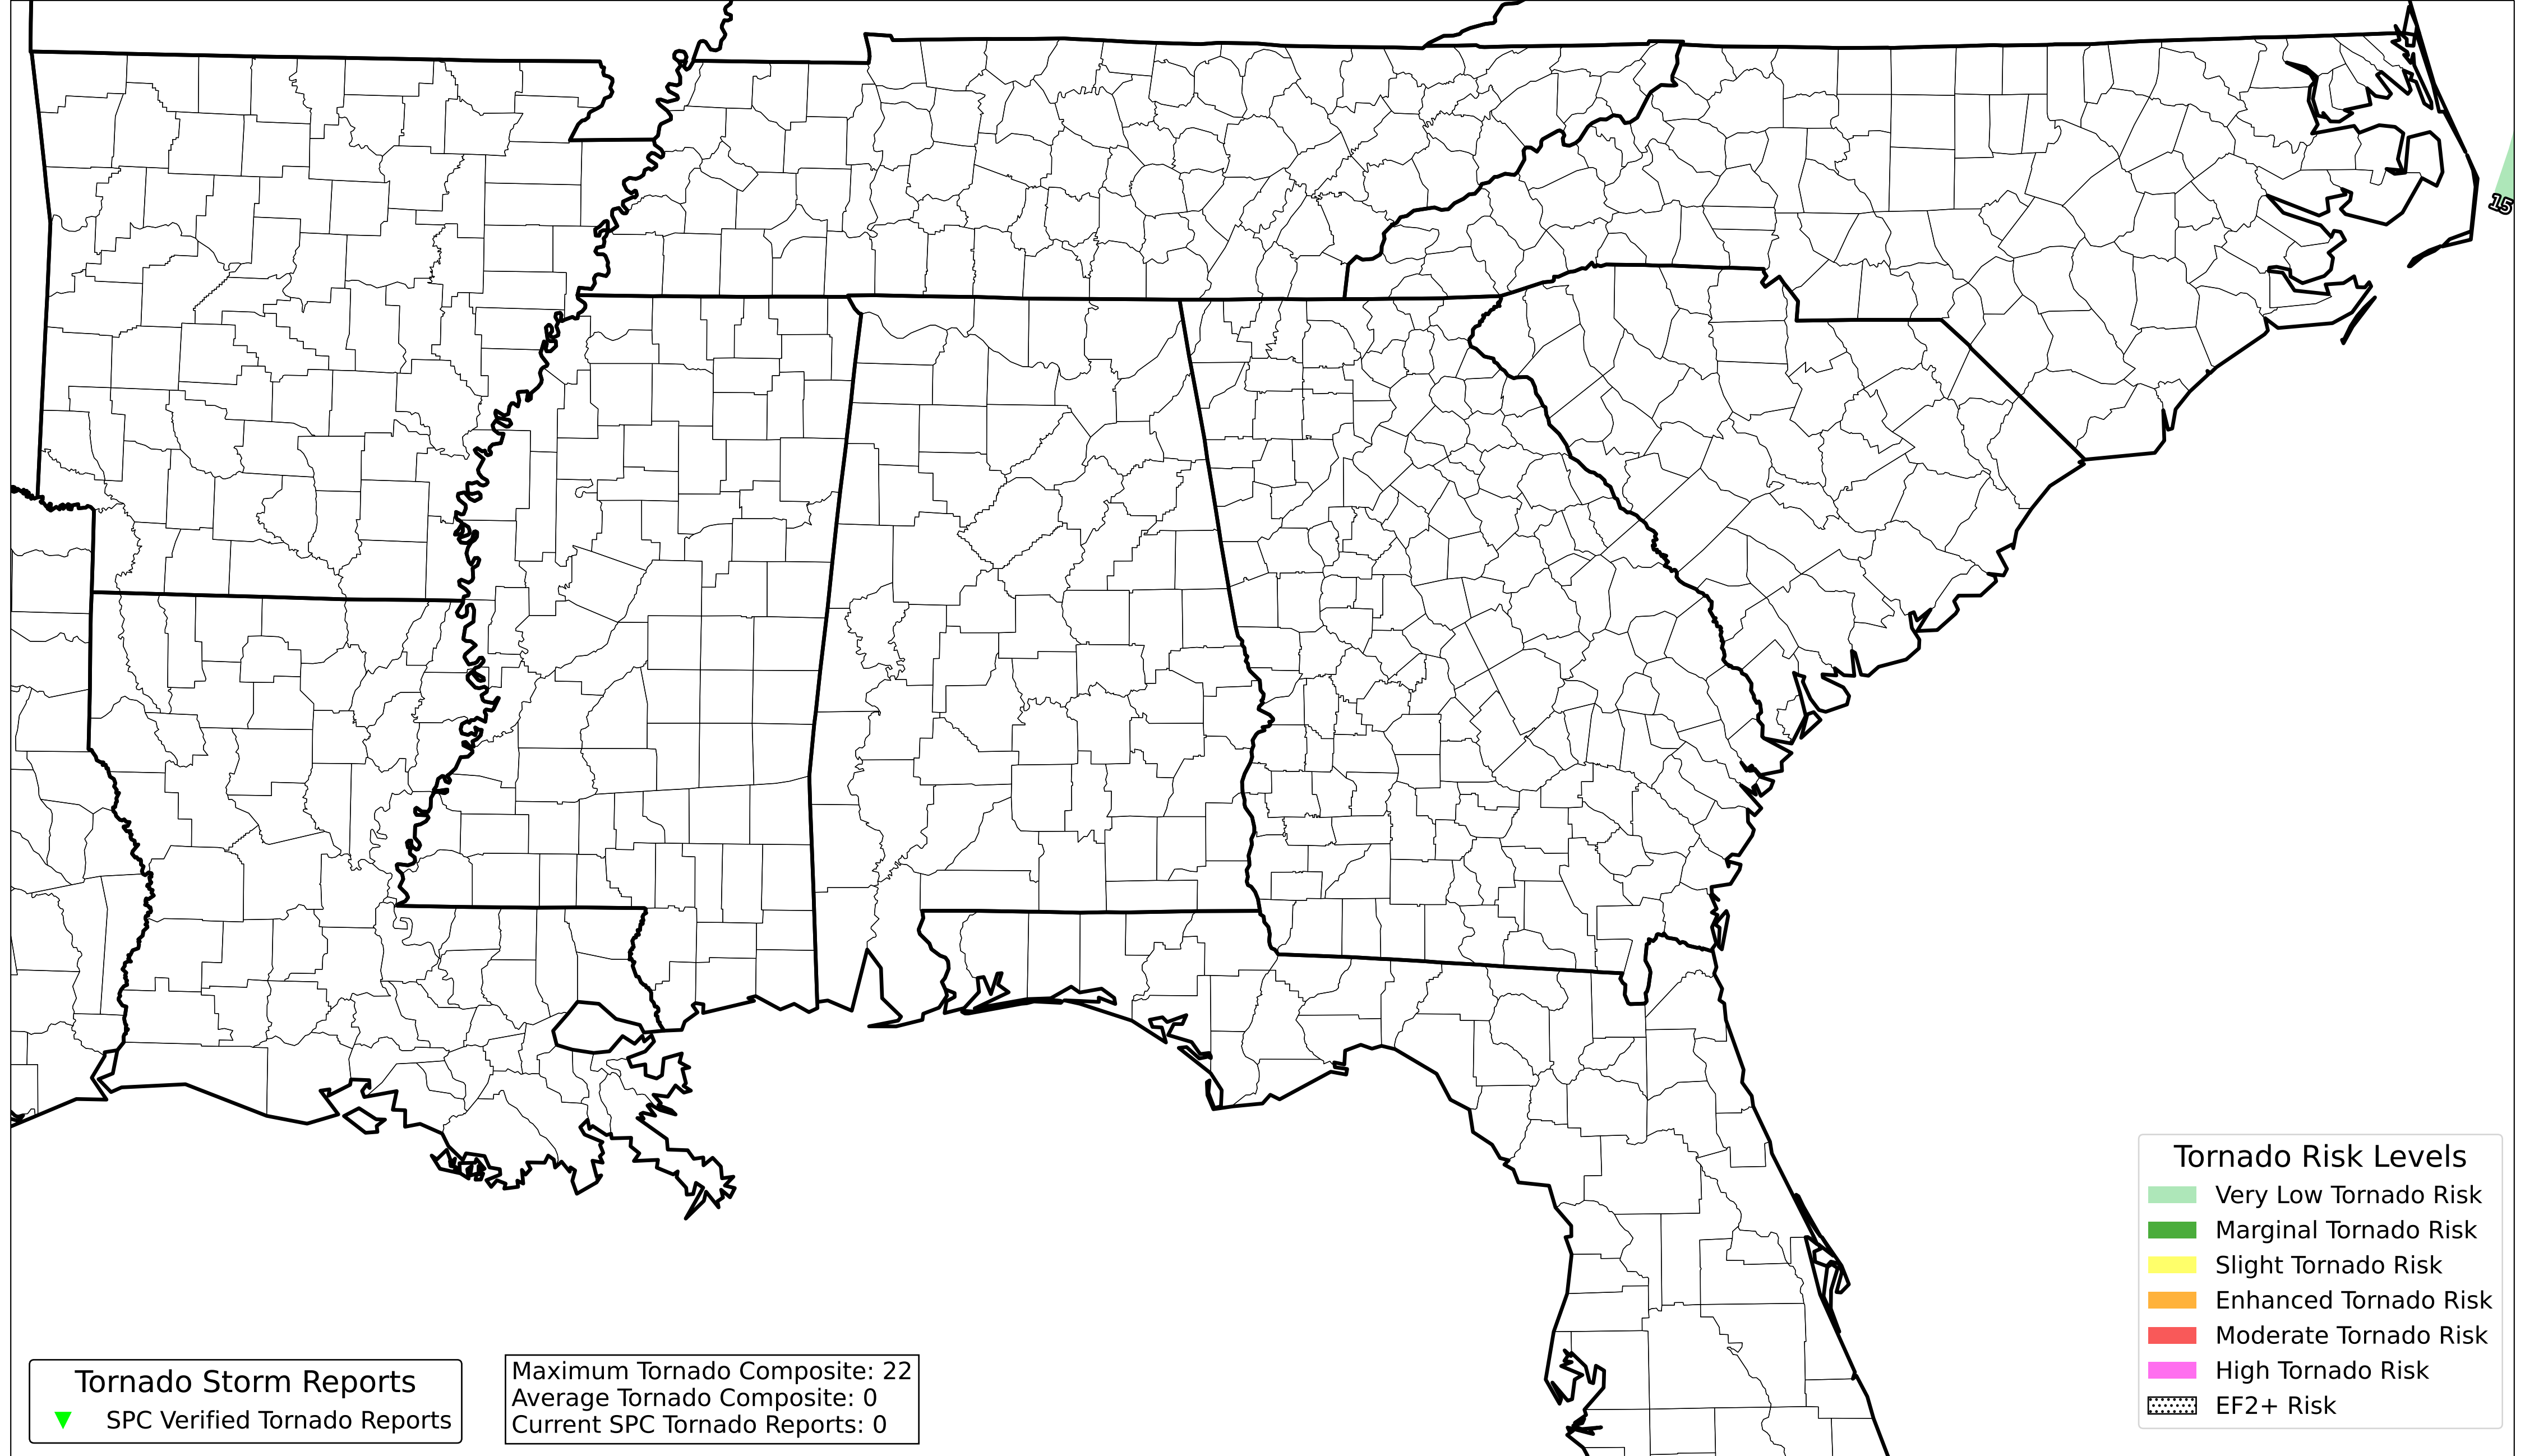 15
Tornado Risk Levels
Very Low Tornado Risk
Marginal Tornado Risk
Slight Tornado Risk
Enhanced Tornado Risk
Moderate Tornado Risk
High Tornado Risk
EF2+ Risk
Tornado Storm Reports
SPC Verified Tornado Reports
Maximum Tornado Composite: 22
Average Tornado Composite: 0
Current SPC Tornado Reports: 0